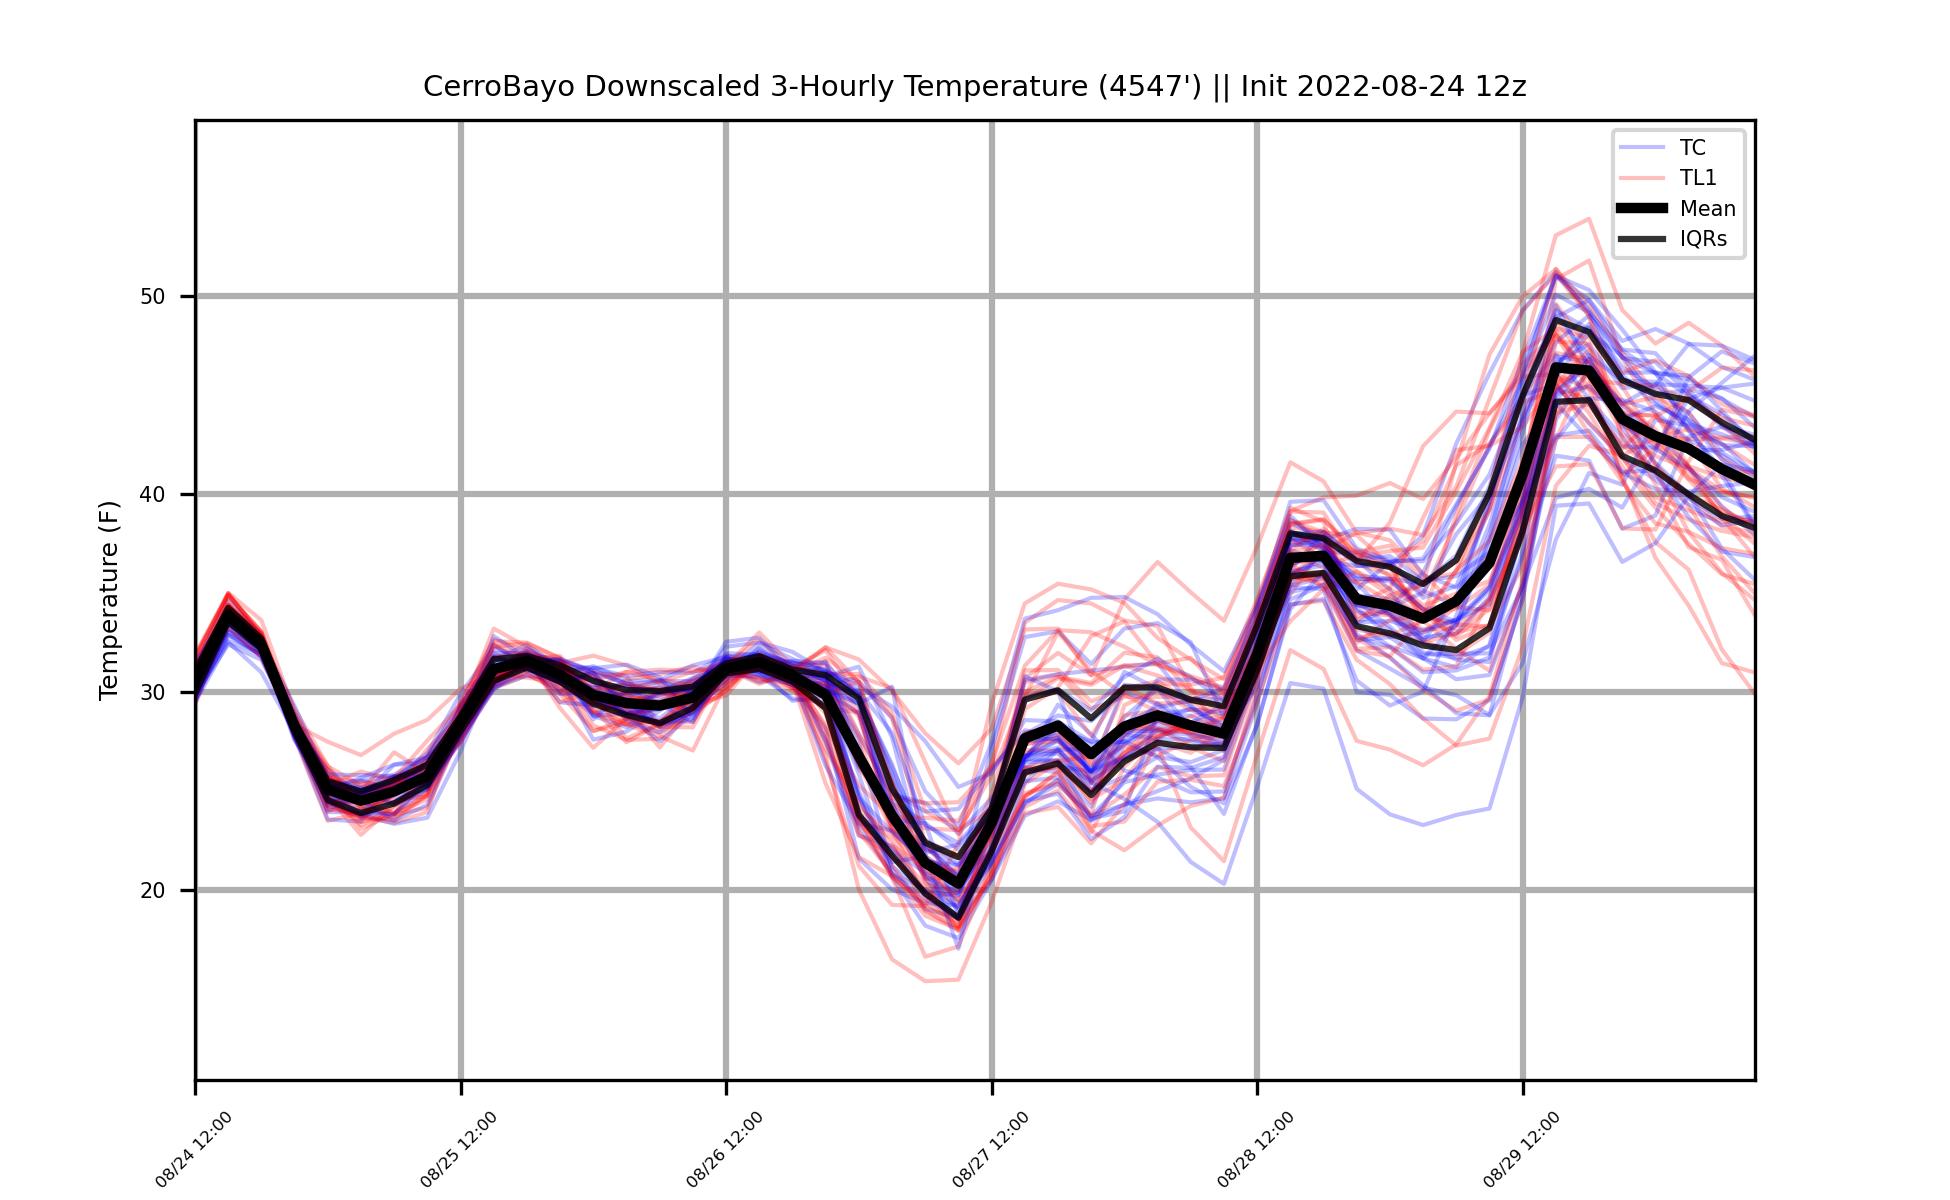 CerroBayo Downscaled 3-Hourly Temperature (4547') || Init 2022-08-24 12z
TC
TL1
Mean
IQRs
50
40
30
20
Temperature (F)
08/24 12:00
08/25 12:00
08/26 12:00
08/27 12:00
08/28 12:00
08/29 12:00